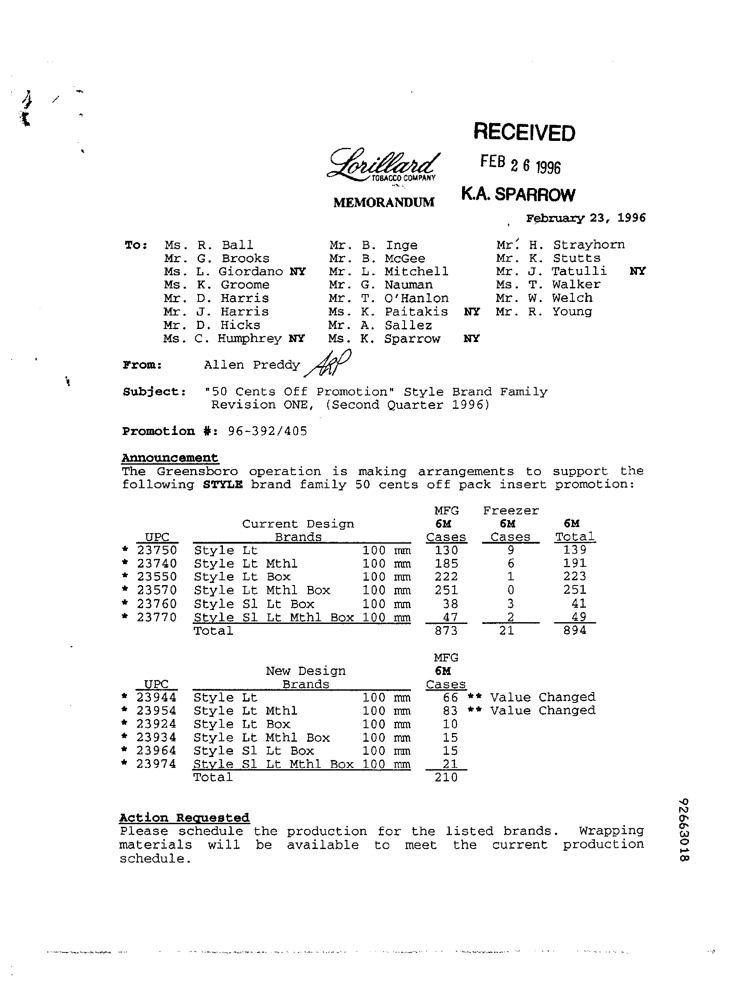 RECEIVED
Lorillard
TOBACCO COMPANY
FEB 26 1996
MEMORANDUM
K.A. SPARROW
February 23, 1996
To: Ms. R. Ball Mr. B. Inge Mr. H. Strayhorn
Mr. G. Brooks Mr. B. McGee Mr. K. Stutts
Ms. L. Giordano NY Mr. L. Mitchell Mr. J. Tatulli NY
Ms. K. Groome Mr. G. Nauman Ms. T. Walker
Mr. D. Harris Mr. T. O'Hanlon Mr. W. Welch
Mr. J. Harris Ms. K. Paitakis NY Mr. R. Young
Mr. D. Hicks Mr. A. Sallez
Ms. C. Humphrey NY Ms. K. Sparrow NY
From: Allen Preddy ARP
Subject: "50 Cents Off Promotion" Style Brand Family
Revision ONE, (Second Quarter 1996)
Promotion #: 96-392/405
Announcement
The Greensboro operation is making arrangements to support the
following STYLE brand family 50 cents off pack insert promotion:
MFG Freezer
Current Design 6M 6M 6M
UPC Brands Cases Cases Total
* 23750 Style Lt 100 mm 130 9 139
* 23740 Style Lt Mthl 100 mm 185 6 191
* 23550 Style Lt Box 100 mm 222 1 223
* 23570 Style Lt Mthl Box 100 mm 251 0 251
* 23760 Style Sl Lt Box 100 mm 38 3 41
* 23770 Style Sl Lt Mthl Box 100 mm 47 2 49
Total 873 21 894
MFG
New Design 6M
UPC Brands Cases
* 23944 Style Lt 100 mm 66 ** Value Changed
* 23954 Style Lt Mthl 100 mm 83 ** Value Changed
* 23924 Style Lt Box 100 mm 10
* 23934 Style Lt Mthl Box 100 mm 15
* 23964 Style Sl Lt Box 100 mm 15
* 23974 Style Sl Lt Mthl Box 100 mm 21
Total 210
Action Requested
Please schedule the production for the listed brands. Wrapping
materials will be available to meet the current production
schedule.
92663018